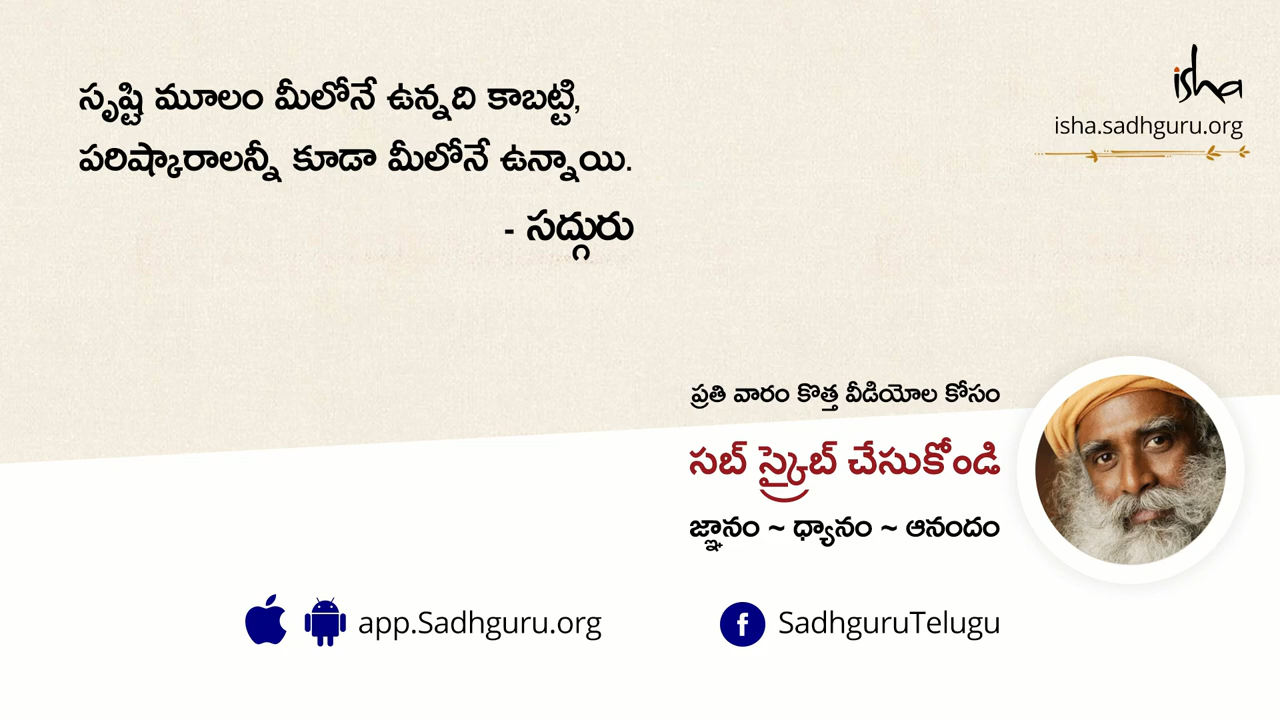 సృష్టి మూలం మీలోనే ఉన్నది కాబట్టి,
పరిష్కారాలన్నీ కూడా మీలోనే ఉన్నాయి.
- సద్గురు
isha
isha.sadhguru.org
ప్రతి వారం కొత్త వీడియోల కోసం
సబ్ స్క్రైబ్ చేసుకోండి
జ్ఞానం ~ ధ్యానం ~ ఆనందం
app.Sadhguru.org
f SadhguruTelugu